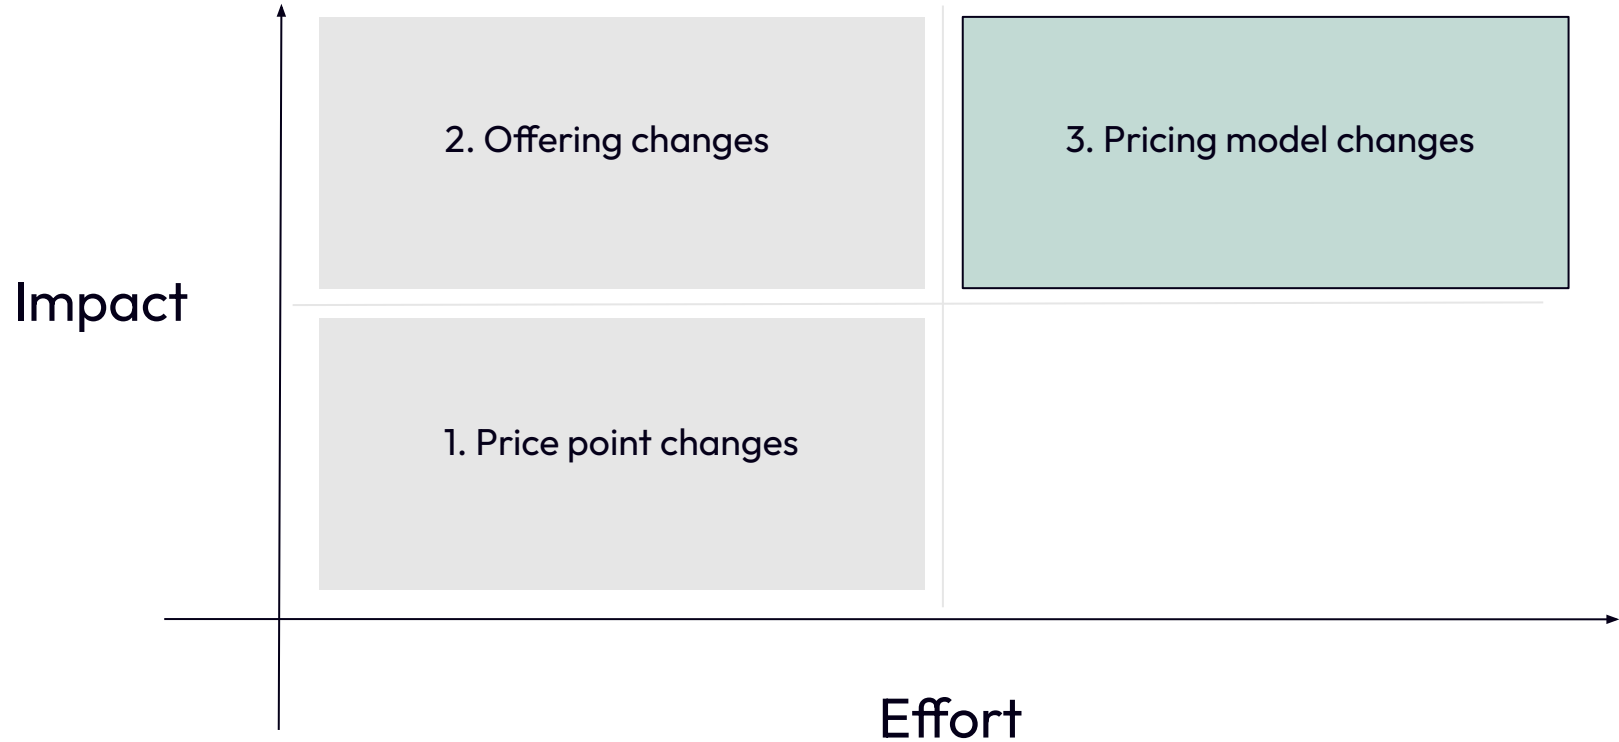 2. Offering changes
3. Pricing model changes
Impact
1. Price point changes
Effort